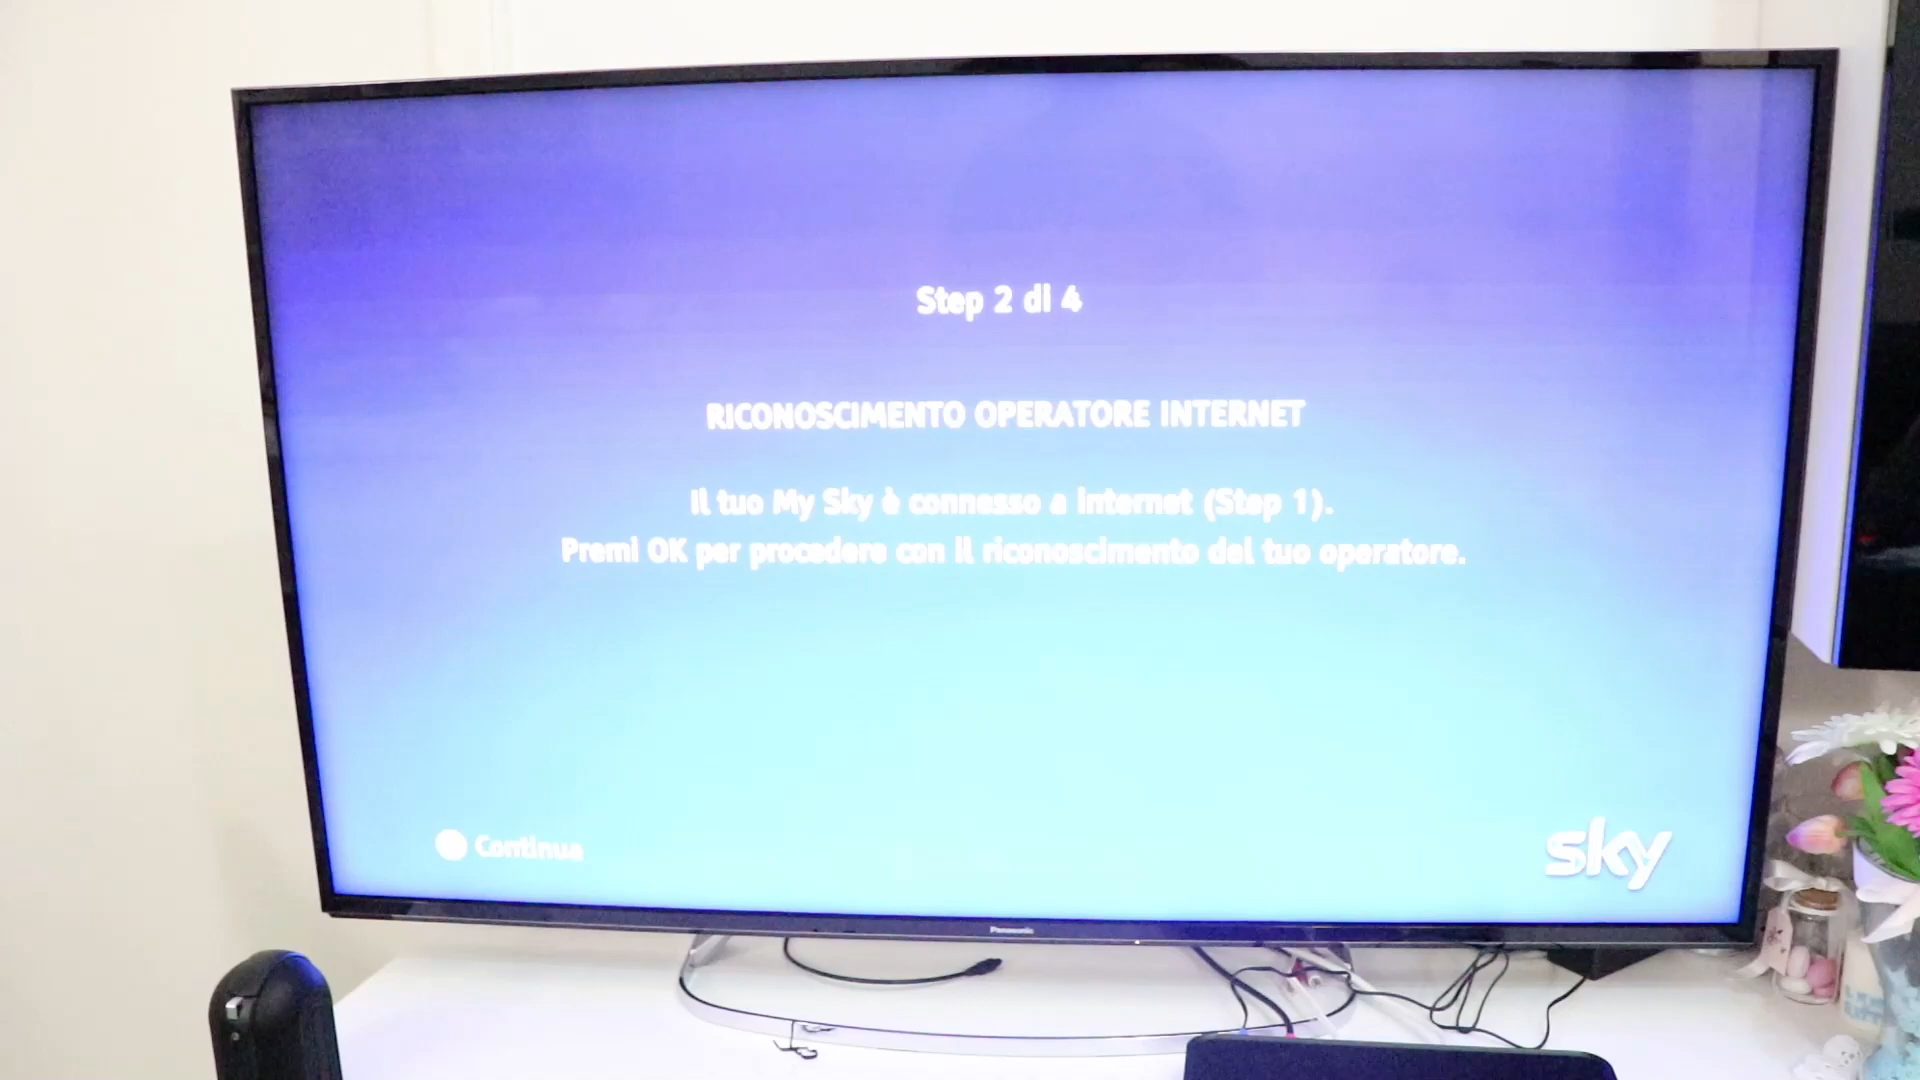 Step 2 di 4
RICONOSCIMENTO OPERATORE INTERNET
Il tuo My Sky è connesso a internet (Step 1).
Premi OK per procedere con il riconoscimento del tuo operatore.
Continua
sky
Panasonic